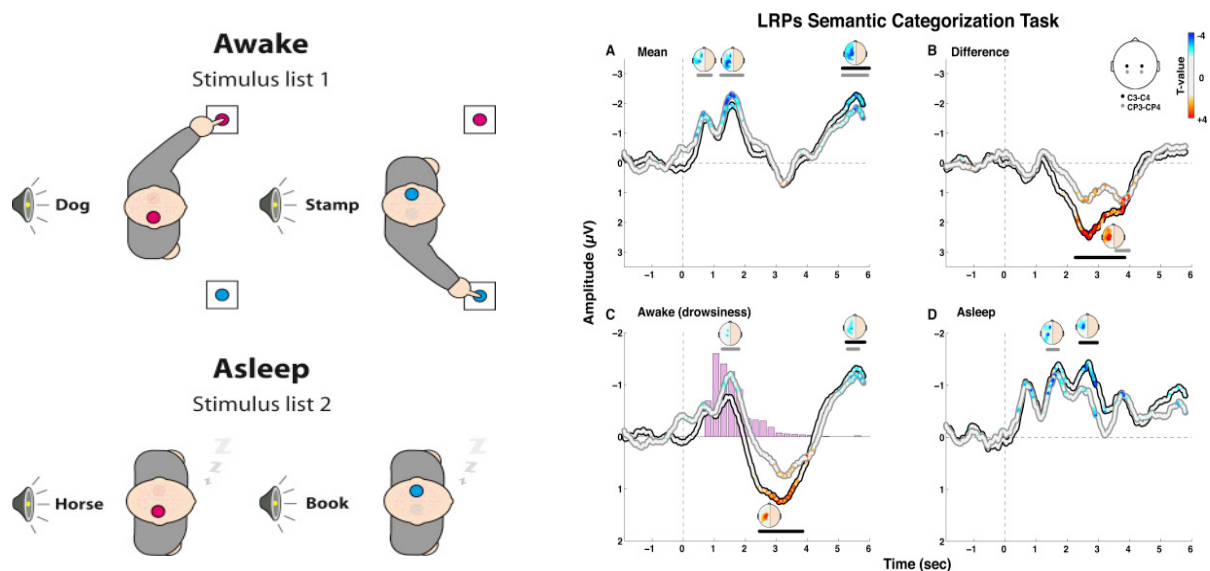 Awake
Stimulus list 1
Dog
Stamp
Asleep
Stimulus list 2
Horse
Book
z
z
z
z
z
z
LRPs Semantic Categorization Task
A Mean
-3
-2
-1
0
1
2
3
-1 0 1 2 3 4 5 6
B Difference
3
2
1
0
-1
-2
-3
-1 0 1 2 3 4 5 6
C3-C4
CP3-CP4
T-value
-4
0
+4
Amplitude (µV)
C Awake (drowsiness)
-2
-1
0
1
2
-1 0 1 2 3 4 5 6
D Asleep
-2
-1
0
1
2
-1 0 1 2 3 4 5 6
Time (sec)